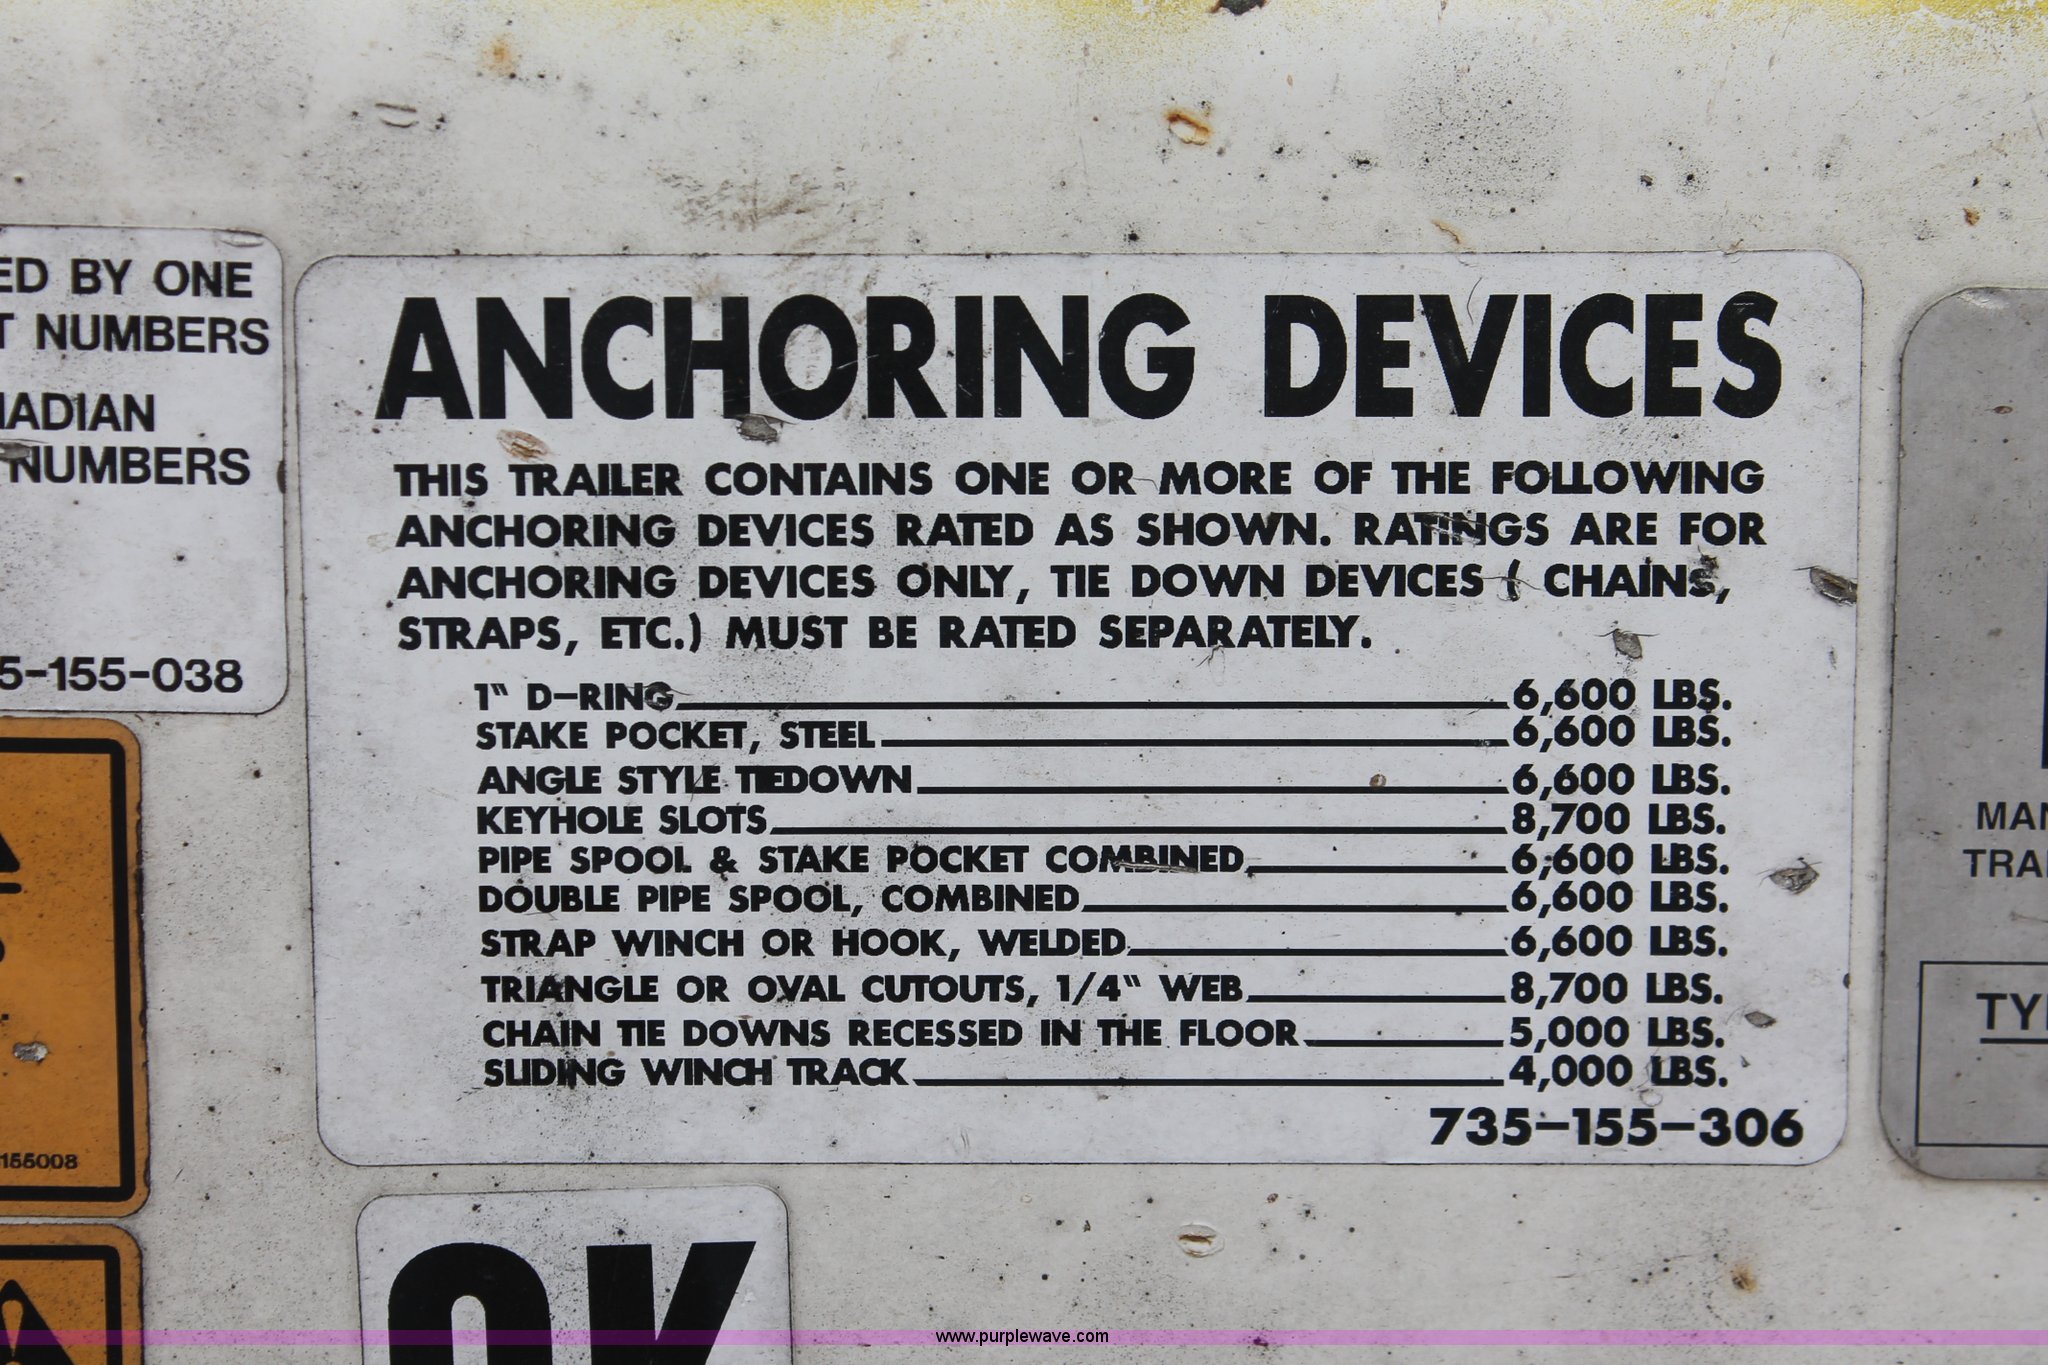 ED BY ONE
T NUMBERS
NADIAN
NUMBERS
5-155-038
ANCHORING DEVICES
THIS TRAILER CONTAINS ONE OR MORE OF THE FOLLOWING
ANCHORING DEVICES RATED AS SHOWN. RATINGS ARE FOR
ANCHORING DEVICES ONLY, TIE DOWN DEVICES ( CHAINS,
STRAPS, ETC.) MUST BE RATED SEPARATELY.
1" D-RING 6,600 LBS.
STAKE POCKET, STEEL 6,600 LBS.
ANGLE STYLE TIEDOWN 6,600 LBS.
KEYHOLE SLOTS 8,700 LBS.
PIPE SPOOL & STAKE POCKET COMBINED 6,600 LBS.
DOUBLE PIPE SPOOL, COMBINED 6,600 LBS.
STRAP WINCH OR HOOK, WELDED 6,600 LBS.
TRIANGLE OR OVAL CUTOUTS, 1/4" WEB 8,700 LBS.
CHAIN TIE DOWNS RECESSED IN THE FLOOR 5,000 LBS.
SLIDING WINCH TRACK 4,000 LBS.
735-155-306
MAN
TRA
TY
155008
OK
www.purplewave.com